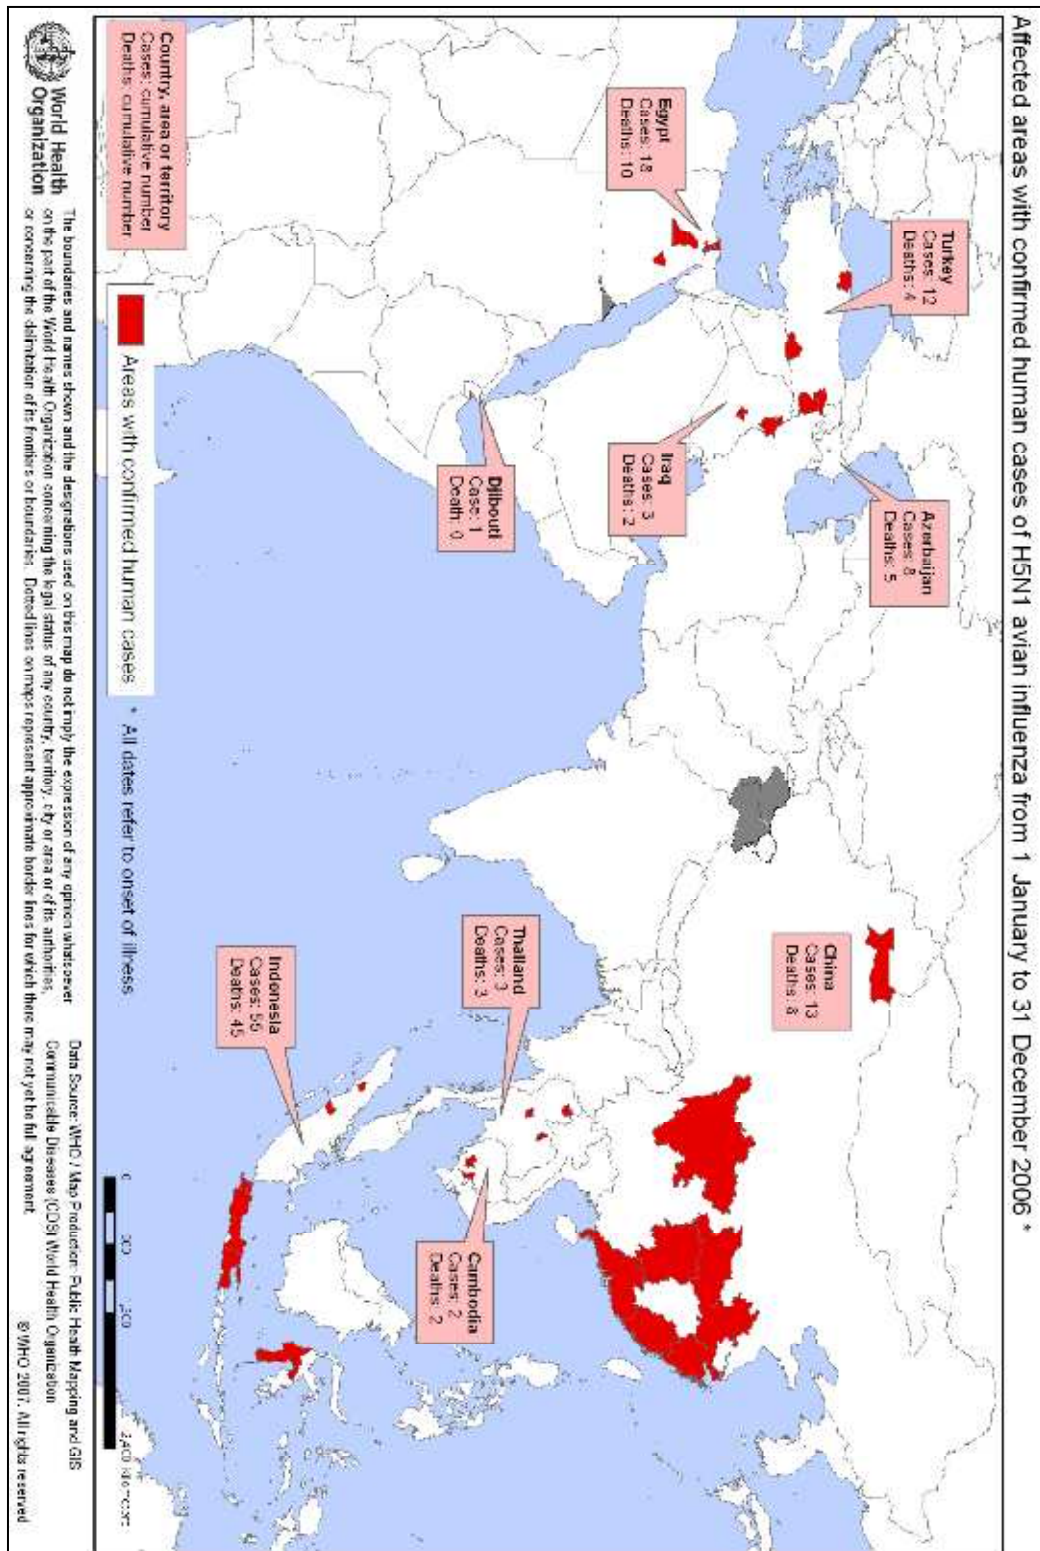 Affected areas with confirmed human cases of H5N1 avian influenza from 1 January to 31 December 2006 *
Turkey
Cases: 12
Deaths: 4
Azerbaijan
Cases: 8
Deaths: 5
Egypt
Cases: 18
Deaths: 10
Iraq
Cases: 3
Deaths: 2
China
Cases: 13
Deaths: 8
Djibouti
Case: 1
Death: 0
Thailand
Cases: 3
Deaths: 3
Cambodia
Cases: 2
Deaths: 2
Indonesia
Cases: 55
Deaths: 45
Country, area or territory
Cases: cumulative number
Deaths: cumulative number
Areas with confirmed human cases
* All dates refer to onset of illness
0
2,400 kilometers
World Health
Organization
The boundaries and names shown and the designations used on this map do not imply the expression of any opinion whatsoever
on the part of the World Health Organization concerning the legal status of any country, territory, city or area or of its authorities,
or concerning the delimitation of its frontiers or boundaries. Dotted lines on maps represent approximate border lines for which there may not yet be full agreement.
Data Source: WHO / Map Production: Public Health Mapping and GIS
Communicable Diseases (CDS) World Health Organization
© WHO 2007. All rights reserved